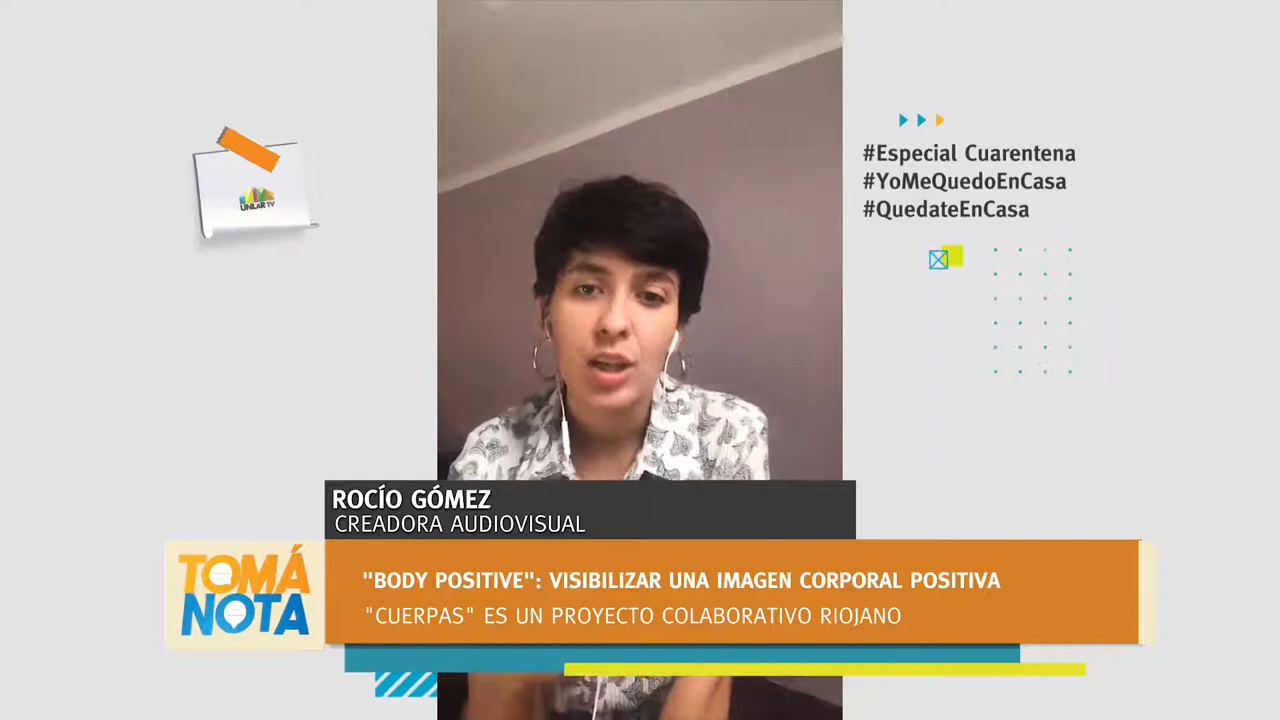 UNLAR TV
#Especial Cuarentena
#YoMeQuedoEnCasa
#QuedateEnCasa
ROCÍO GÓMEZ
CREADORA AUDIOVISUAL
TOMÁ
NOTA
"BODY POSITIVE": VISIBILIZAR UNA IMAGEN CORPORAL POSITIVA
"CUERPAS" ES UN PROYECTO COLABORATIVO RIOJANO